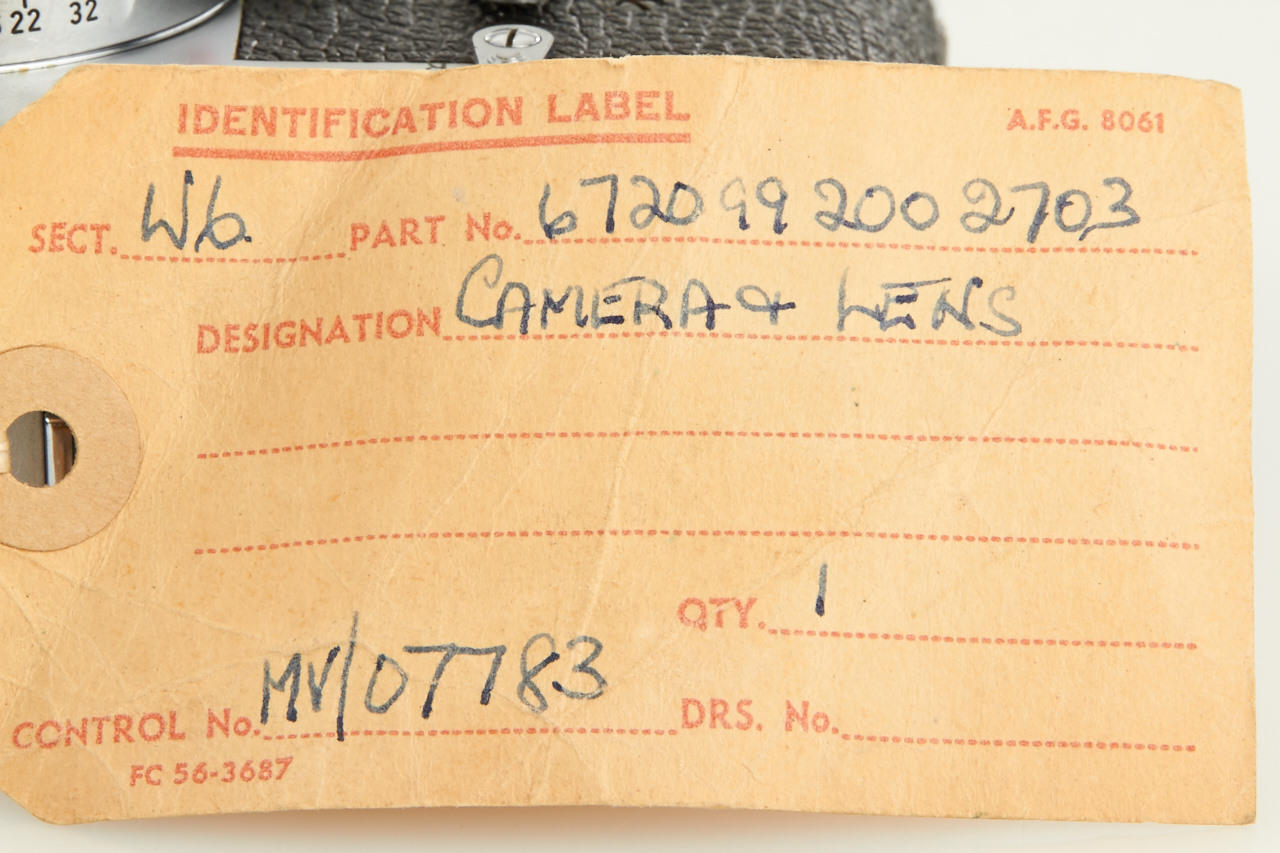 22 32
IDENTIFICATION LABEL
A.F.G. 8061
SECT. W6 PART No. 6720 99 200 2703
DESIGNATION CAMERA & LENS
QTY. 1
CONTROL No. MV/07783 DRS. No.
FC 56-3687